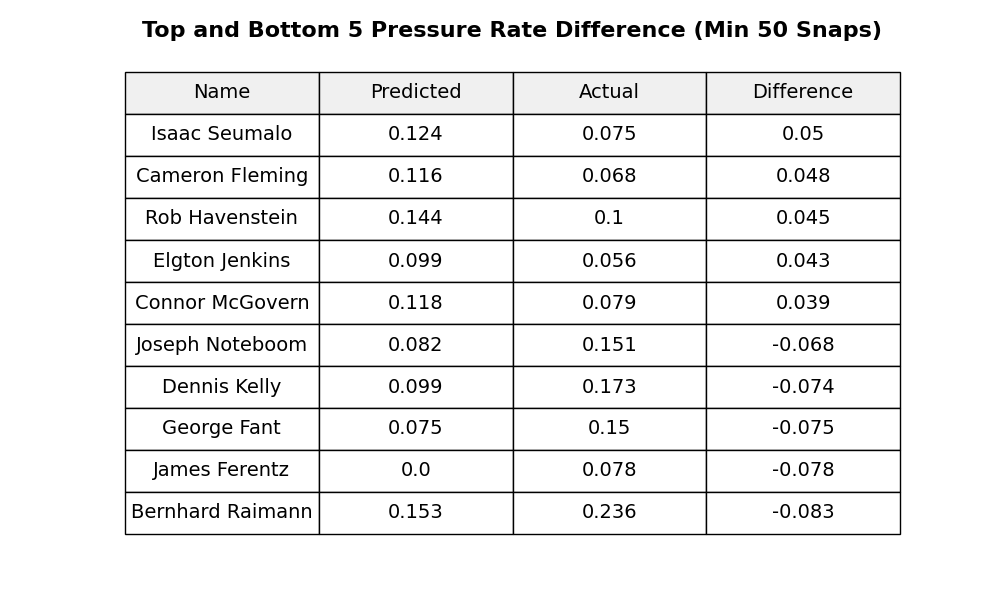 Top and Bottom 5 Pressure Rate Difference (Min 50 Snaps)
Name Predicted Actual Difference
Isaac Seumalo 0.124 0.075 0.05
Cameron Fleming 0.116 0.068 0.048
Rob Havenstein 0.144 0.1 0.045
Elgton Jenkins 0.099 0.056 0.043
Connor McGovern 0.118 0.079 0.039
Joseph Noteboom 0.082 0.151 -0.068
Dennis Kelly 0.099 0.173 -0.074
George Fant 0.075 0.15 -0.075
James Ferentz 0.0 0.078 -0.078
Bernhard Raimann 0.153 0.236 -0.083